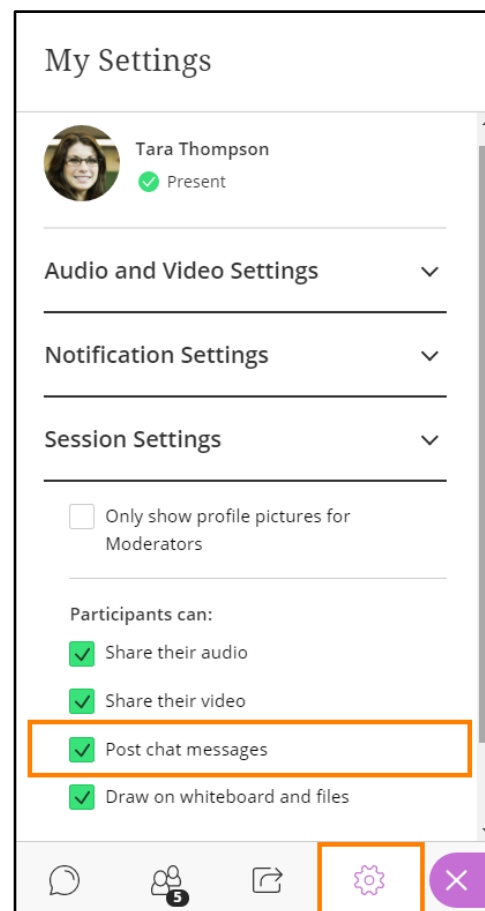 My Settings
Tara Thompson
Present
Audio and Video Settings
Notification Settings
Session Settings
Only show profile pictures for
Moderators
Participants can:
Share their audio
Share their video
Post chat messages
Draw on whiteboard and files
5